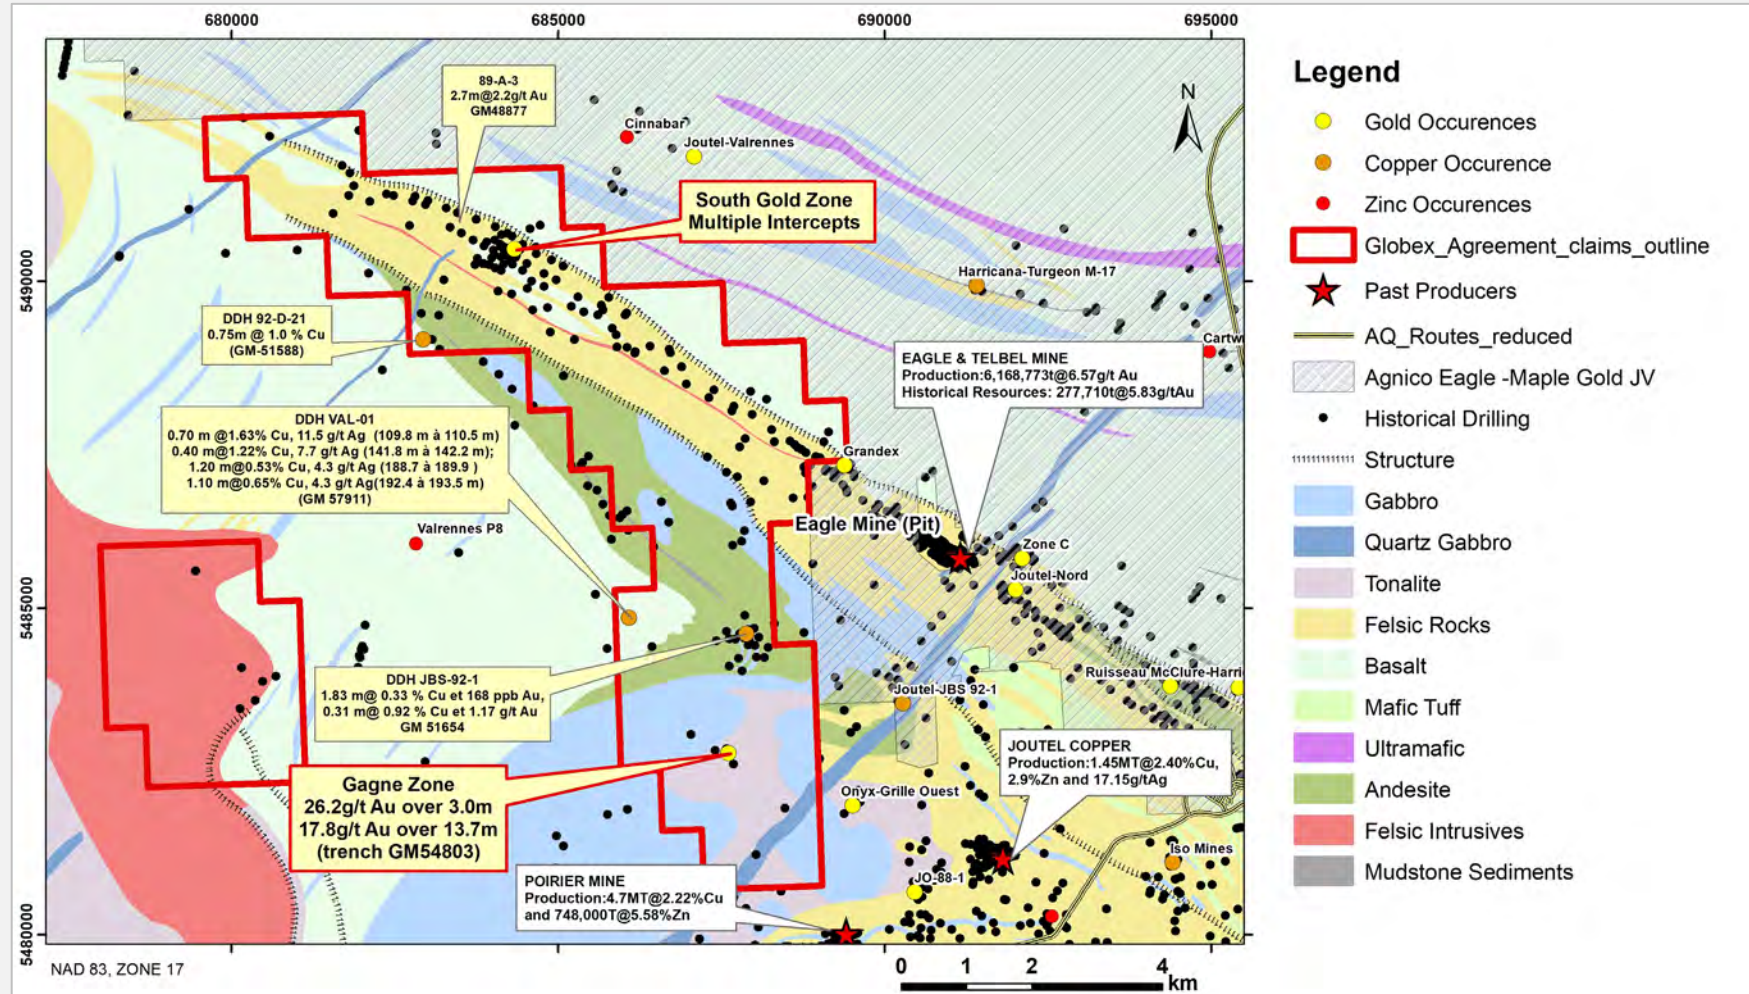 680000
685000
690000
695000
5490000
5485000
5480000
89-A-3
2.7m@2.2g/t Au
GM48877
Cinnabar
Joutel-Valrennes
N
South Gold Zone
Multiple Intercepts
Harricana-Turgeon M-17
DDH 92-D-21
0.75m @ 1.0 % Cu
(GM-51588)
EAGLE & TELBEL MINE
Production:6,168,773t@6.57g/t Au
Historical Resources: 277,710t@5.83g/tAu
Cartw
DDH VAL-01
0.70 m @1.63% Cu, 11.5 g/t Ag (109.8 m à 110.5 m)
0.40 m@1.22% Cu, 7.7 g/t Ag (141.8 m à 142.2 m);
1.20 m@0.53% Cu, 4.3 g/t Ag (188.7 à 189.9 )
1.10 m@0.65% Cu, 4.3 g/t Ag(192.4 à 193.5 m)
(GM 57911)
Grandex
Eagle Mine (Pit)
Valrennes P8
Zone C
Joutel-Nord
DDH JBS-92-1
1.83 m@ 0.33 % Cu et 168 ppb Au,
0.31 m@ 0.92 % Cu et 1.17 g/t Au
GM 51654
Ruisseau McClure-Harri
Joutel-JBS 92-1
JOUTEL COPPER
Production:1.45MT@2.40%Cu,
2.9%Zn and 17.15g/tAg
Gagne Zone
26.2g/t Au over 3.0m
17.8g/t Au over 13.7m
(trench GM54803)
Onyx-Grille Ouest
Iso Mines
JO-88-1
POIRIER MINE
Production:4.7MT@2.22%Cu
and 748,000T@5.58%Zn
NAD 83, ZONE 17
0 1 2 4
km
Legend
Gold Occurences
Copper Occurence
Zinc Occurences
Globex_Agreement_claims_outline
Past Producers
AQ_Routes_reduced
Agnico Eagle -Maple Gold JV
Historical Drilling
Structure
Gabbro
Quartz Gabbro
Tonalite
Felsic Rocks
Basalt
Mafic Tuff
Ultramafic
Andesite
Felsic Intrusives
Mudstone Sediments